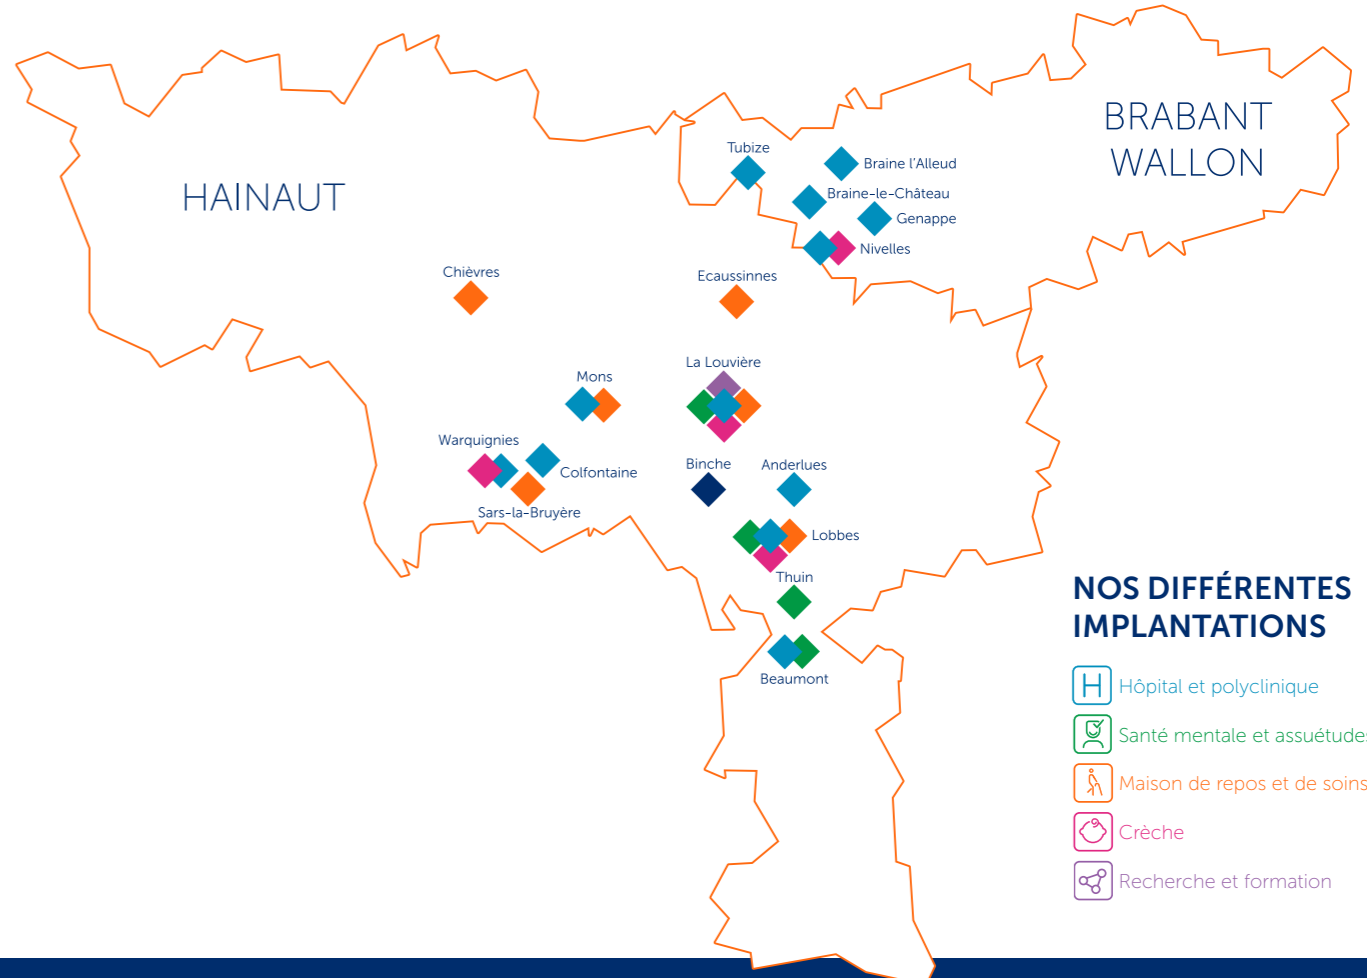 BRABANT
WALLON
HAINAUT
Tubize
Braine l'Alleud
Braine-le-Château
Genappe
Nivelles
Chièvres
Ecaussinnes
La Louvière
Mons
Warquignies
Colfontaine
Sars-la-Bruyère
Binche
Anderlues
Lobbes
Thuin
Beaumont
NOS DIFFÉRENTES
IMPLANTATIONS
H Hôpital et polyclinique
Santé mentale et assuétudes
Maison de repos et de soins
Crèche
Recherche et formation